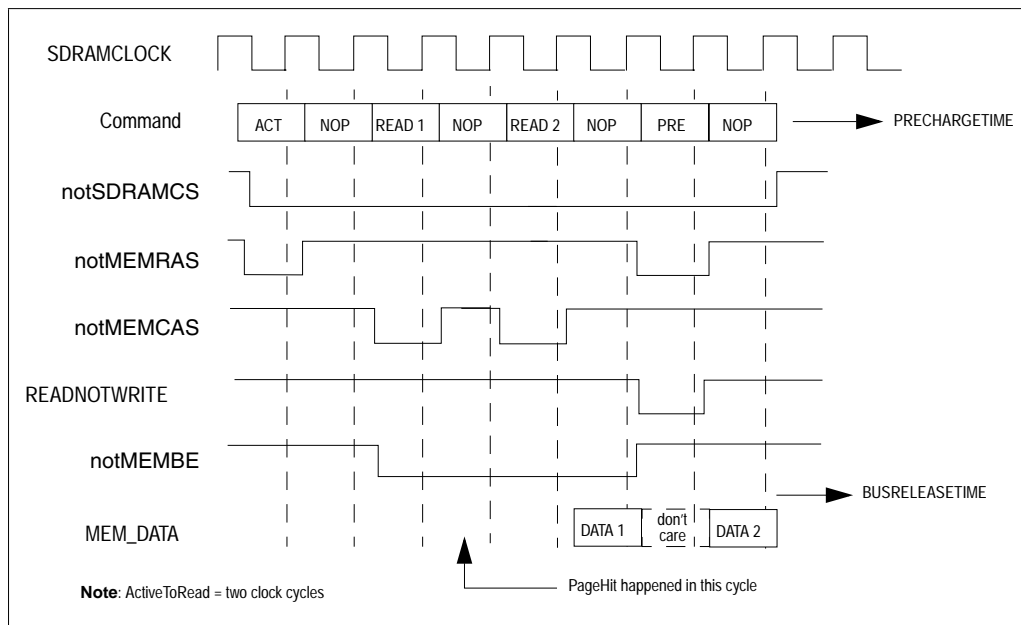 SDRAMCLOCK
Command ACT NOP READ 1 NOP READ 2 NOP PRE NOP PRECHARGETIME
notSDRAMCS
notMEMRAS
notMEMCAS
READNOTWRITE
notMEMBE
BUSRELEASETIME
MEM_DATA DATA 1 don't care DATA 2
PageHit happened in this cycle
Note: ActiveToRead = two clock cycles